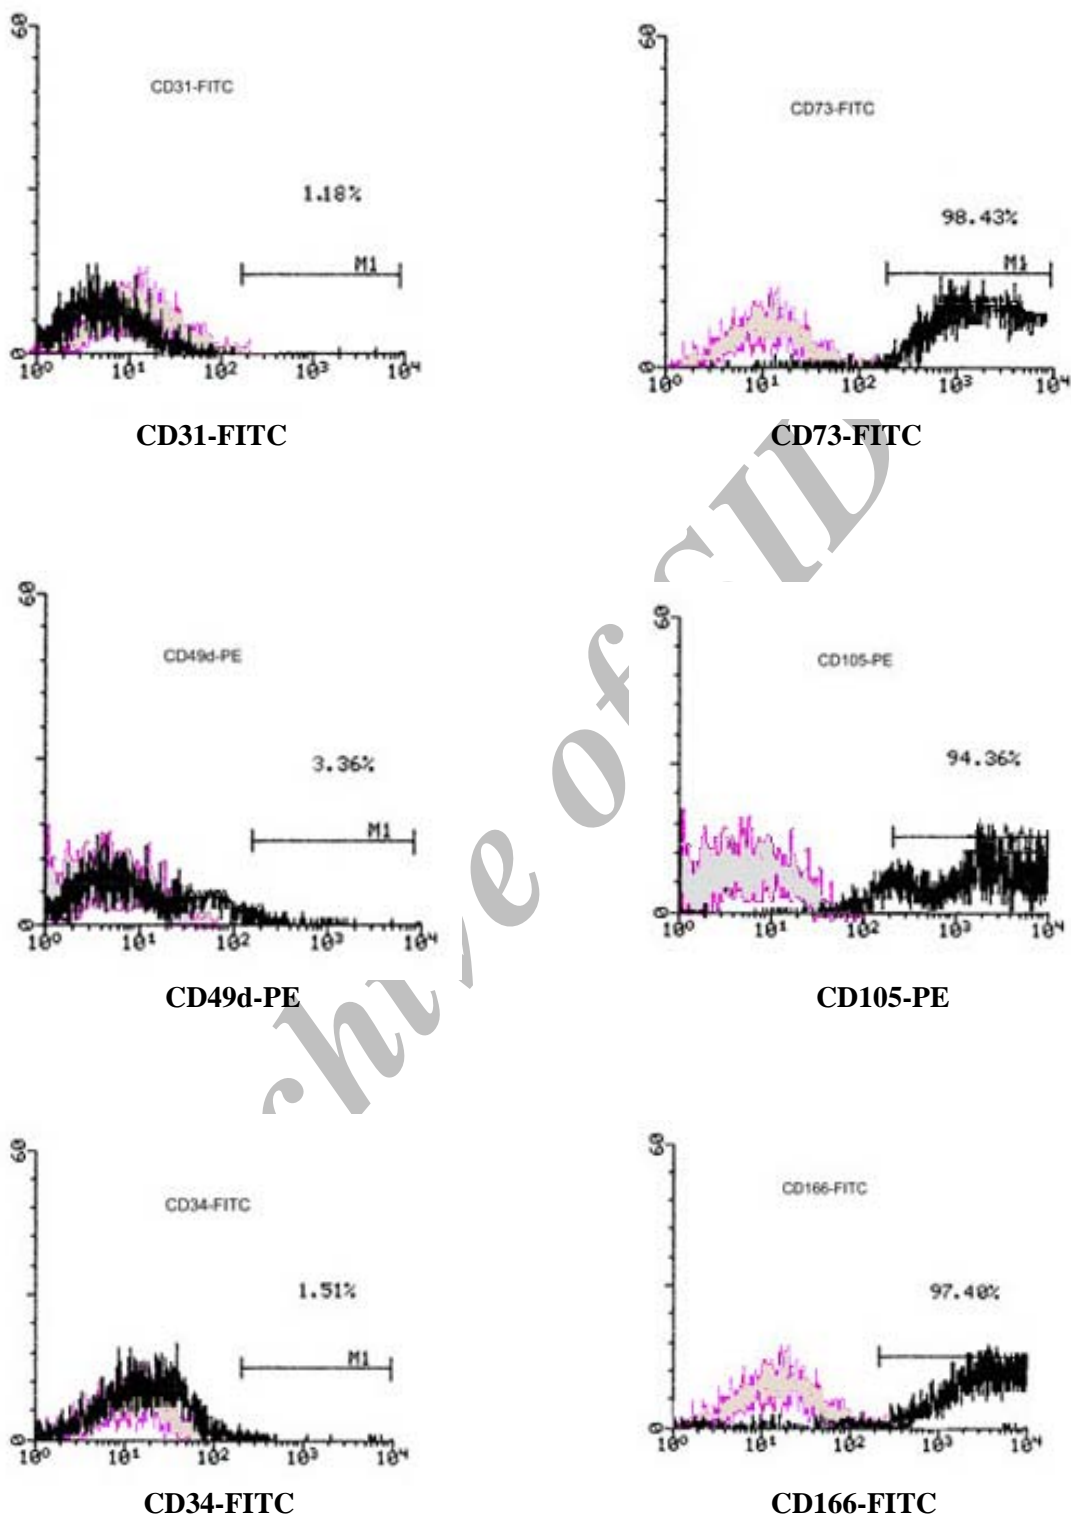 60
CD31-FITC
1.18%
M1
0
10⁰ 10¹ 10² 10³ 10⁴
CD31-FITC
60
CD73-FITC
98.43%
M1
0
10⁰ 10¹ 10² 10³ 10⁴
CD73-FITC
60
CD49d-PE
3.36%
M1
0
10⁰ 10¹ 10² 10³ 10⁴
CD49d-PE
60
CD105-PE
94.36%
0
10⁰ 10¹ 10² 10³ 10⁴
CD105-PE
60
CD34-FITC
1.51%
M1
0
10⁰ 10¹ 10² 10³ 10⁴
CD34-FITC
60
CD166-FITC
97.40%
0
10⁰ 10¹ 10² 10³ 10⁴
CD166-FITC
chive of SID